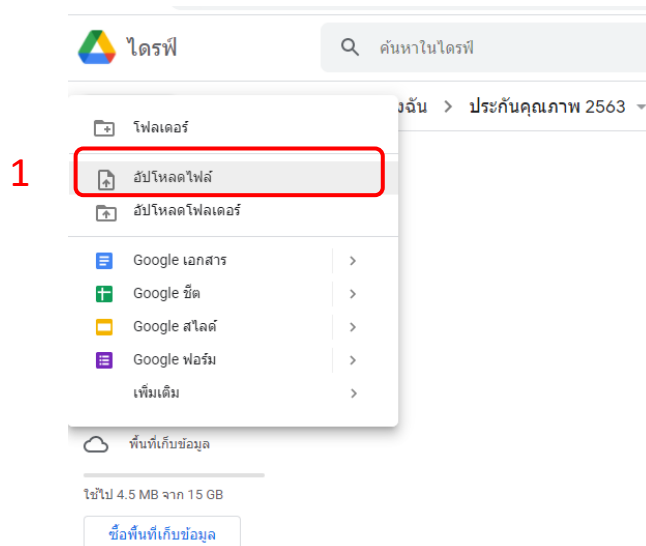 ไดรฟ์
ค้นหาในไดรฟ์
ประกันคุณภาพ 2563
โฟลเดอร์
1
อัปโหลดไฟล์
อัปโหลดโฟลเดอร์
Google เอกสาร
Google ชีต
Google สไลด์
Google ฟอร์ม
เพิ่มเติม
พื้นที่เก็บข้อมูล
ใช้ไป 4.5 MB จาก 15 GB
ซื้อพื้นที่เก็บข้อมูล